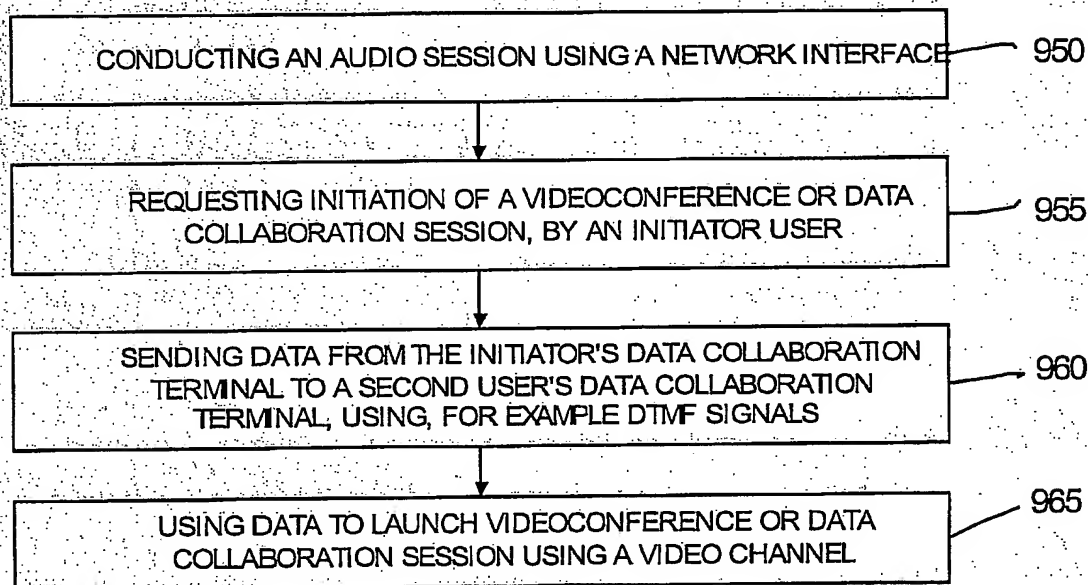 CONDUCTING AN AUDIO SESSION USING A NETWORK INTERFACE 950
REQUESTING INITIATION OF A VIDEOCONFERENCE OR DATA
COLLABORATION SESSION, BY AN INITIATOR USER
955
SENDING DATA FROM THE INITIATOR'S DATA COLLABORATION
TERMINAL TO A SECOND USER'S DATA COLLABORATION
TERMINAL, USING, FOR EXAMPLE DTMF SIGNALS
960
USING DATA TO LAUNCH VIDEOCONFERENCE OR DATA
COLLABORATION SESSION USING A VIDEO CHANNEL
965